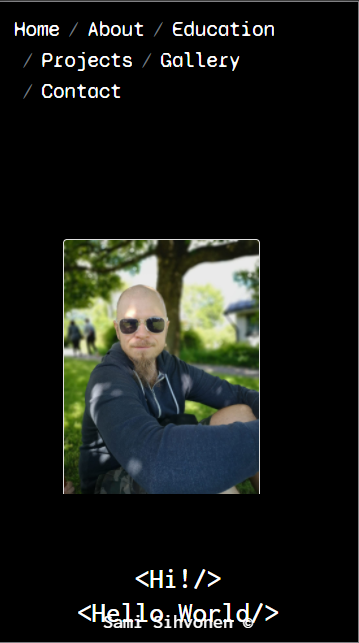 Home / About / Education
/ Projects / Gallery
/ Contact
<Hi!/>
<Hello World/>
Sami Sihvonen ©